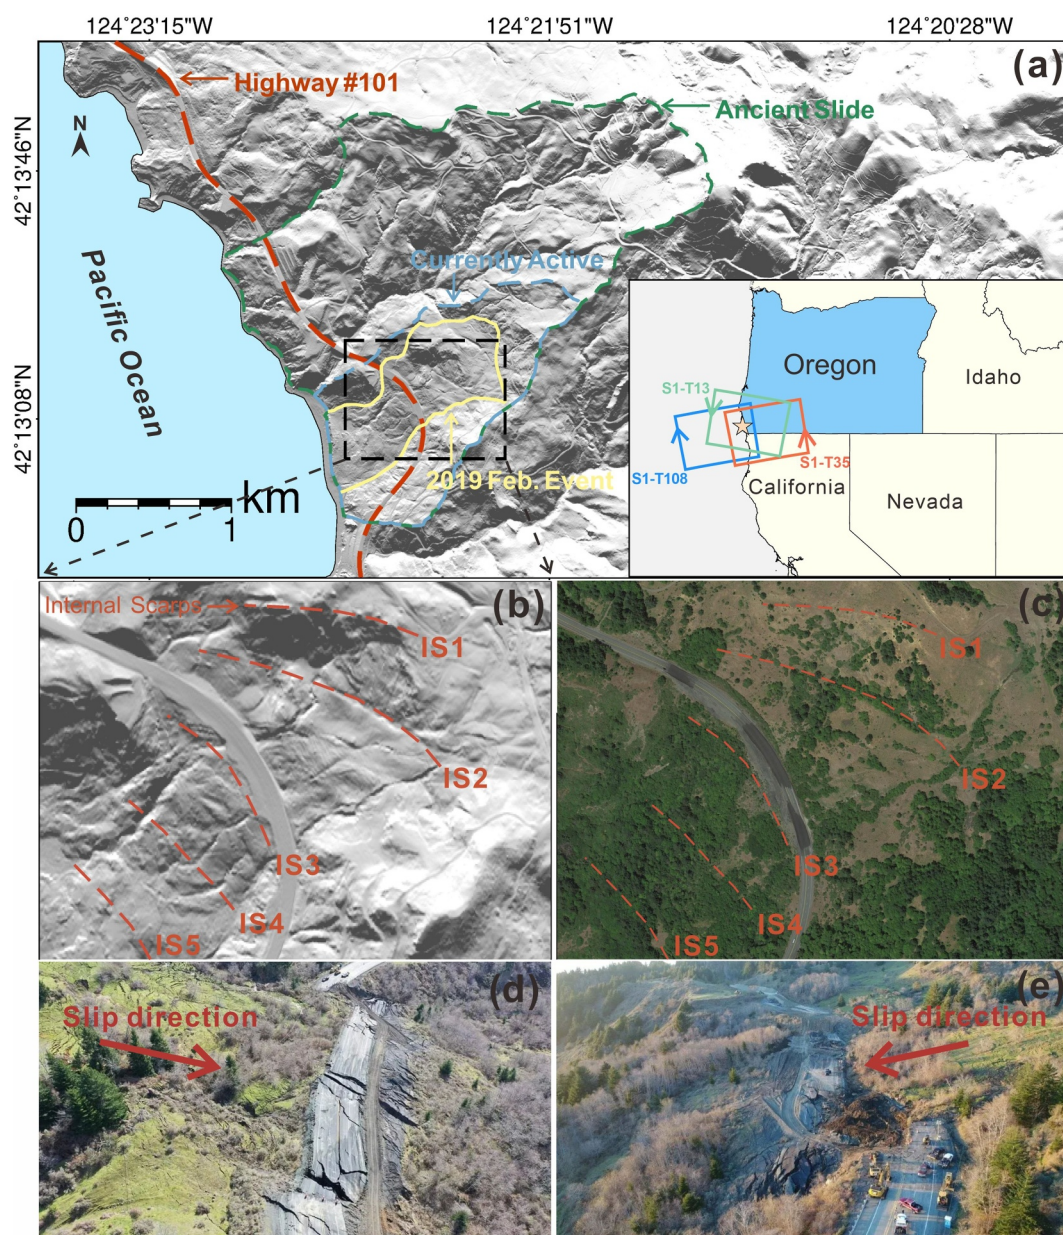 124°23'15"W
124°21'51"W
124°20'28"W
(a)
Highway #101
Ancient Slide
N
42°13'46"N
Pacific Ocean
Currently Active
42°13'08"N
2019 Feb. Event
km
0
1
Oregon
Idaho
S1-T13
S1-T108
S1-T35
California
Nevada
(b)
Internal Scarps
IS1
IS2
IS3
IS4
IS5
(c)
IS1
IS2
IS3
IS4
IS5
(d)
Slip direction
(e)
Slip direction